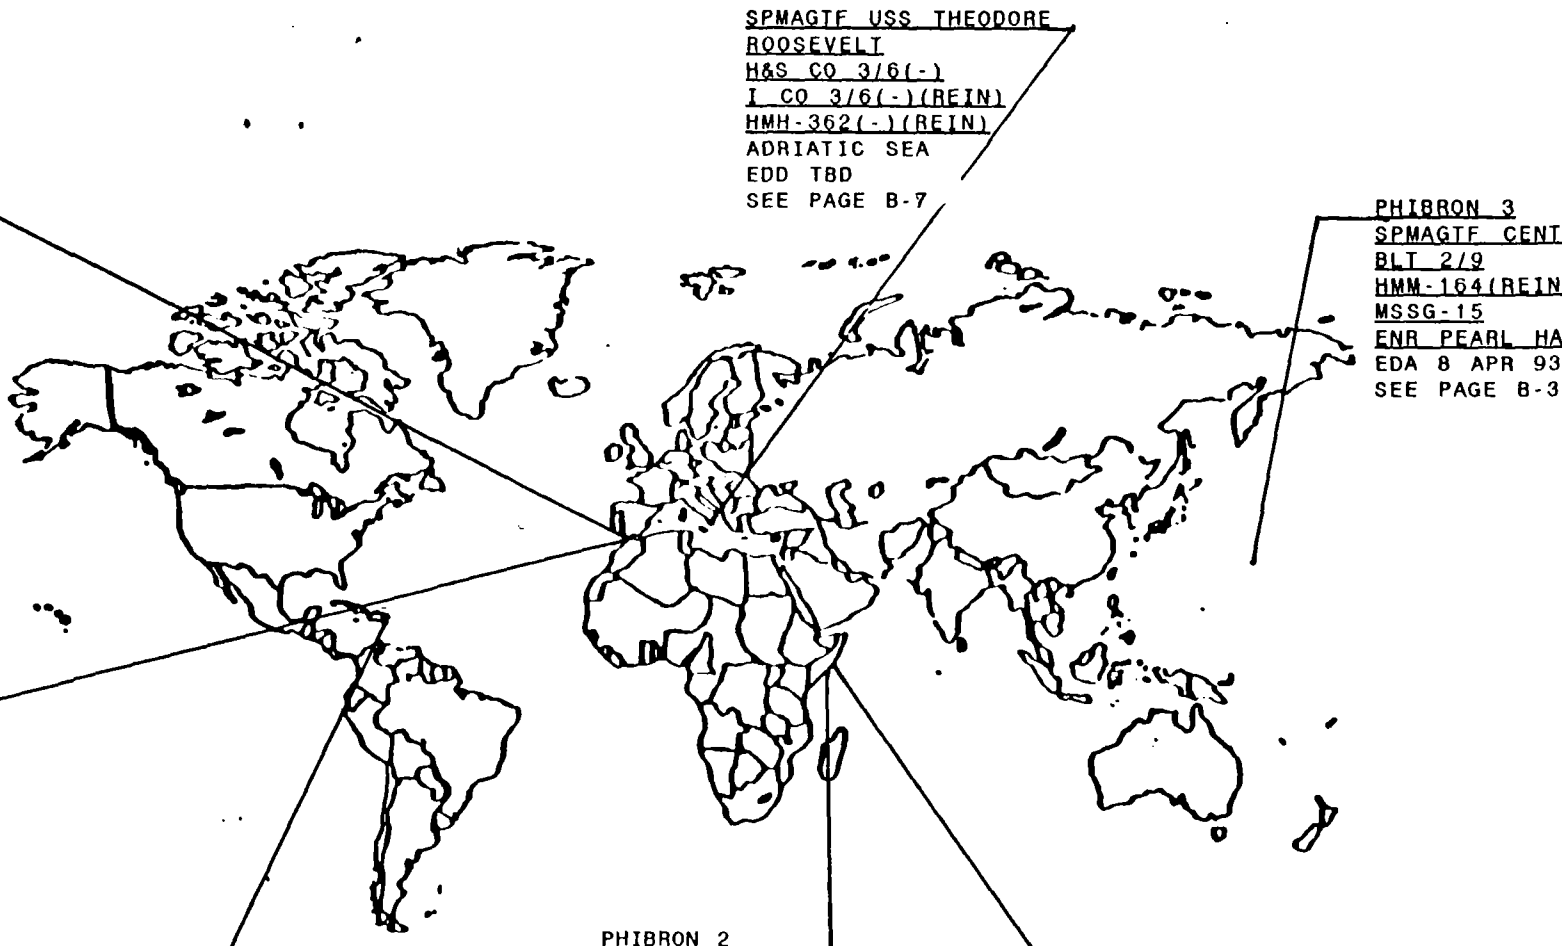 SPMAGTF USS THEODORE
ROOSEVELT
H&S CO 3/6(-)
I CO 3/6(-)(REIN)
HMH-362(-)(REIN)
ADRIATIC SEA
EDD TBD
SEE PAGE B-7
PHIBRON 3
SPMAGTF CENT
BLT 2/9
HMM-164(REIN
MSSG-15
ENR PEARL HA
EDA 8 APR 93
SEE PAGE B-3
PHIBRON 2